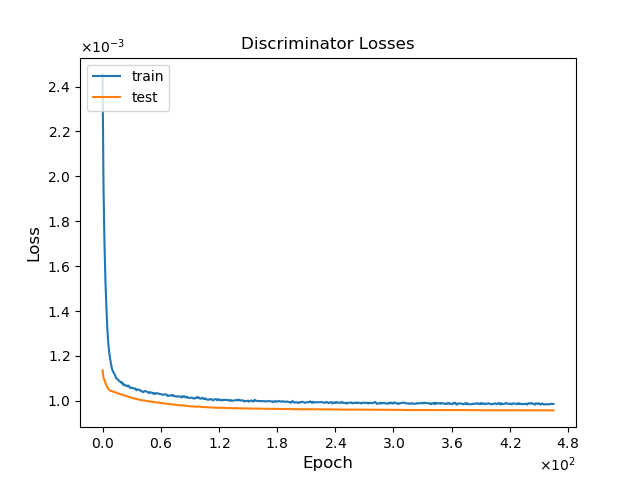 Discriminator Losses
×10⁻³
train
test
2.4
2.2
2.0
1.8
1.6
1.4
1.2
1.0
Loss
0.0 0.6 1.2 1.8 2.4 3.0 3.6 4.2 4.8
Epoch
×10²